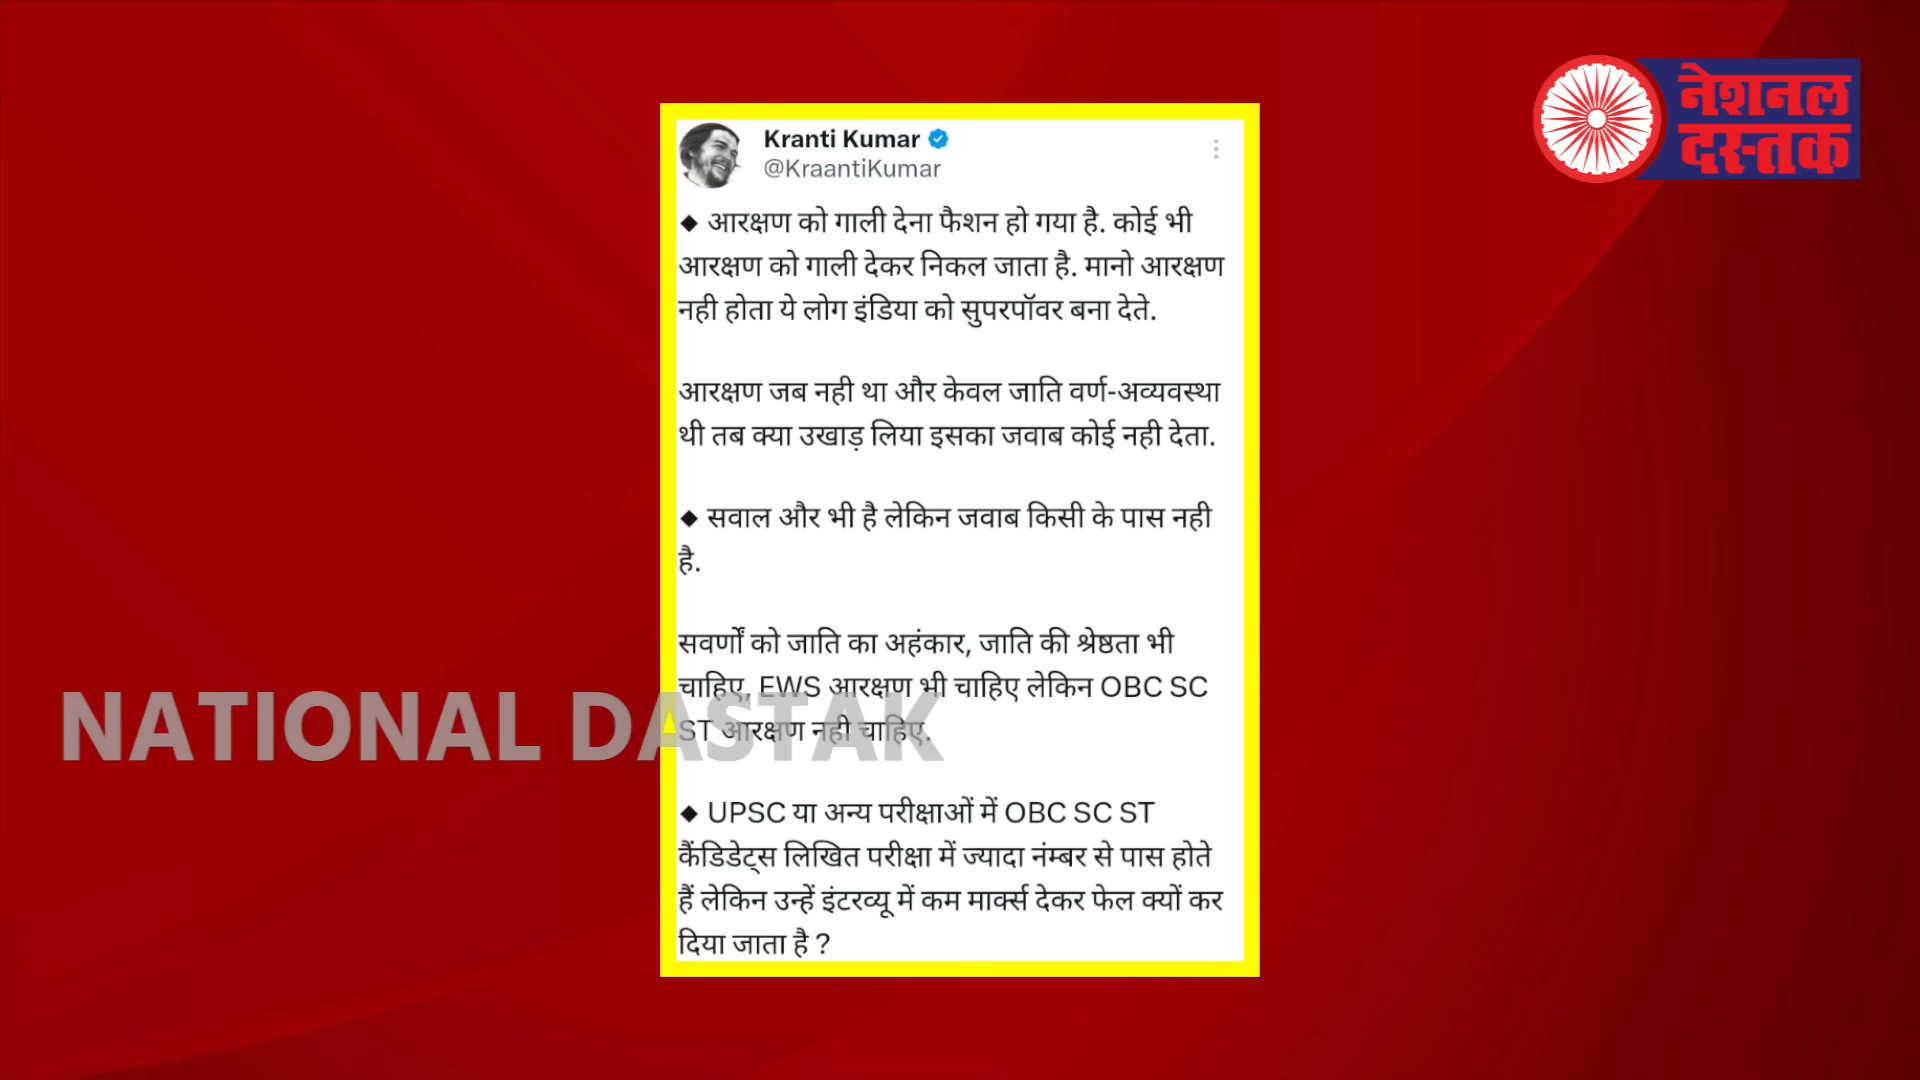 नेशनल
दस्तक
Kranti Kumar
@KraantiKumar
◆ आरक्षण को गाली देना फैशन हो गया है. कोई भी
आरक्षण को गाली देकर निकल जाता है. मानो आरक्षण
नही होता ये लोग इंडिया को सुपरपॉवर बना देते.
आरक्षण जब नही था और केवल जाति वर्ण-अव्यवस्था
थी तब क्या उखाड़ लिया इसका जवाब कोई नही देता.
◆ सवाल और भी है लेकिन जवाब किसी के पास नही
है.
सवर्णों को जाति का अहंकार, जाति की श्रेष्ठता भी
चाहिए, EWS आरक्षण भी चाहिए लेकिन OBC SC
ST आरक्षण नही चाहिए.
NATIONAL DASTAK
◆ UPSC या अन्य परीक्षाओं में OBC SC ST
कैंडिडेट्स लिखित परीक्षा में ज्यादा नंम्बर से पास होते
हैं लेकिन उन्हें इंटरव्यू में कम मार्क्स देकर फेल क्यों कर
दिया जाता है ?